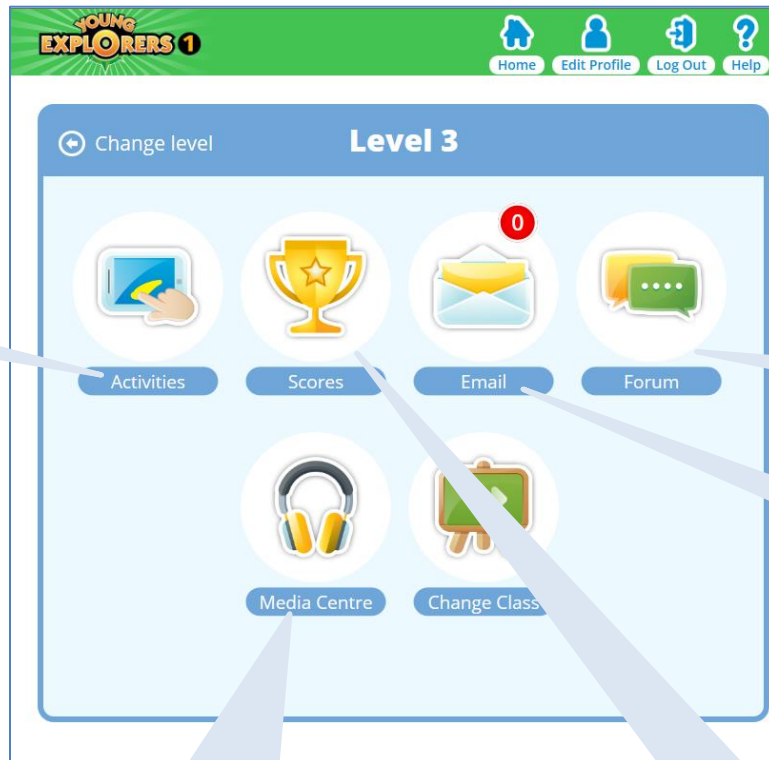 YOUNG
EXPLORERS 1
Home Edit Profile Log Out Help
Change level Level 3
0
Activities Scores Email Forum
Media Centre Change Class